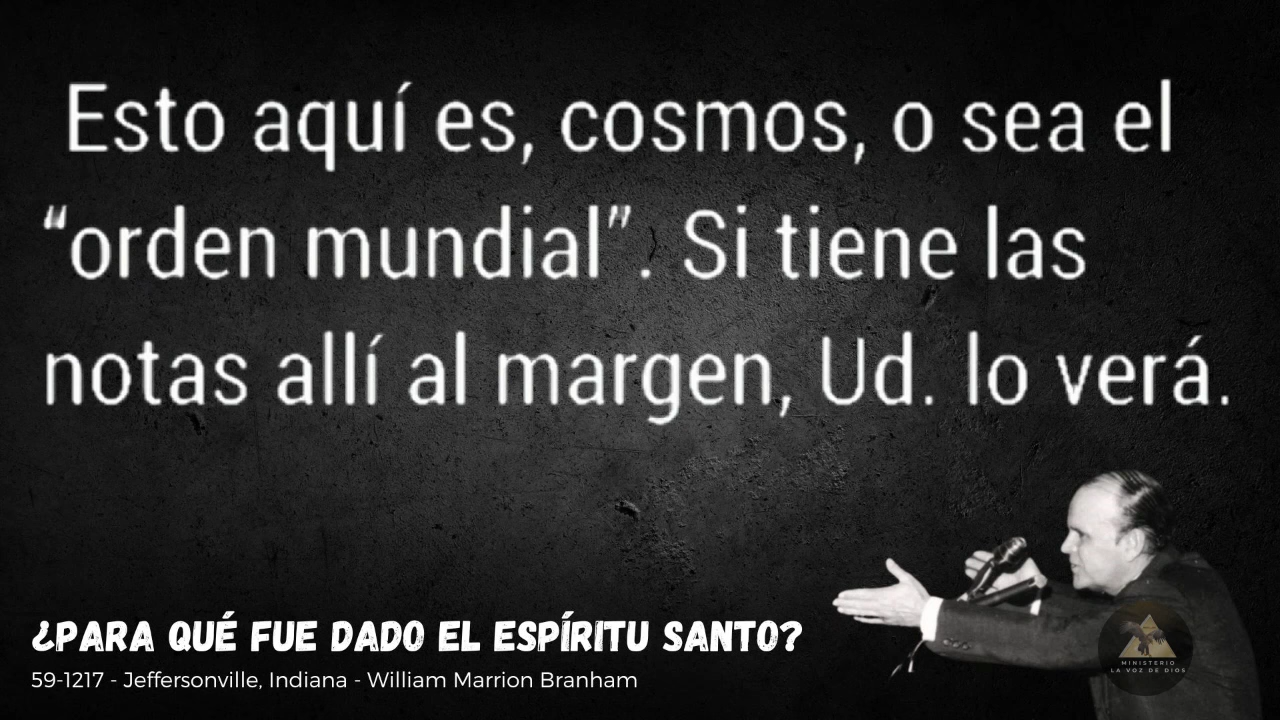 Esto aquí es, cosmos, o sea el
“orden mundial”. Si tiene las
notas allí al margen, Ud. lo verá.
¿PARA QUÉ FUE DADO EL ESPÍRITU SANTO?
59-1217 - Jeffersonville, Indiana - William Marrion Branham
MINISTERIO
LA VOZ DE DIOS